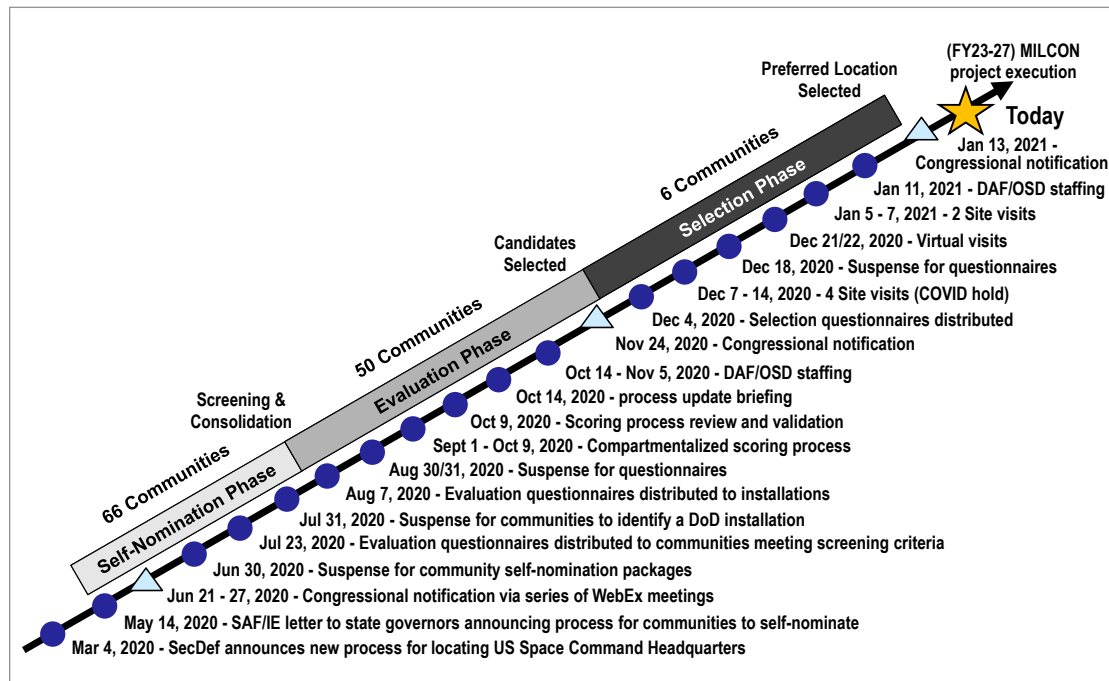 (FY23-27) MILCON
project execution
Preferred Location
Selected
Today
6 Communities
Selection Phase
Candidates
Selected
50 Communities
Evaluation Phase
Screening &
Consolidation
66 Communities
Self-Nomination Phase
Jan 13, 2021 -
Congressional notification
Jan 11, 2021 - DAF/OSD staffing
Jan 5 - 7, 2021 - 2 Site visits
Dec 21/22, 2020 - Virtual visits
Dec 18, 2020 - Suspense for questionnaires
Dec 7 - 14, 2020 - 4 Site visits (COVID hold)
Dec 4, 2020 - Selection questionnaires distributed
Nov 24, 2020 - Congressional notification
Oct 14 - Nov 5, 2020 - DAF/OSD staffing
Oct 14, 2020 - process update briefing
Oct 9, 2020 - Scoring process review and validation
Sept 1 - Oct 9, 2020 - Compartmentalized scoring process
Aug 30/31, 2020 - Suspense for questionnaires
Aug 7, 2020 - Evaluation questionnaires distributed to installations
Jul 31, 2020 - Suspense for communities to identify a DoD installation
Jul 23, 2020 - Evaluation questionnaires distributed to communities meeting screening criteria
Jun 30, 2020 - Suspense for community self-nomination packages
Jun 21 - 27, 2020 - Congressional notification via series of WebEx meetings
May 14, 2020 - SAF/IE letter to state governors announcing process for communities to self-nominate
Mar 4, 2020 - SecDef announces new process for locating US Space Command Headquarters